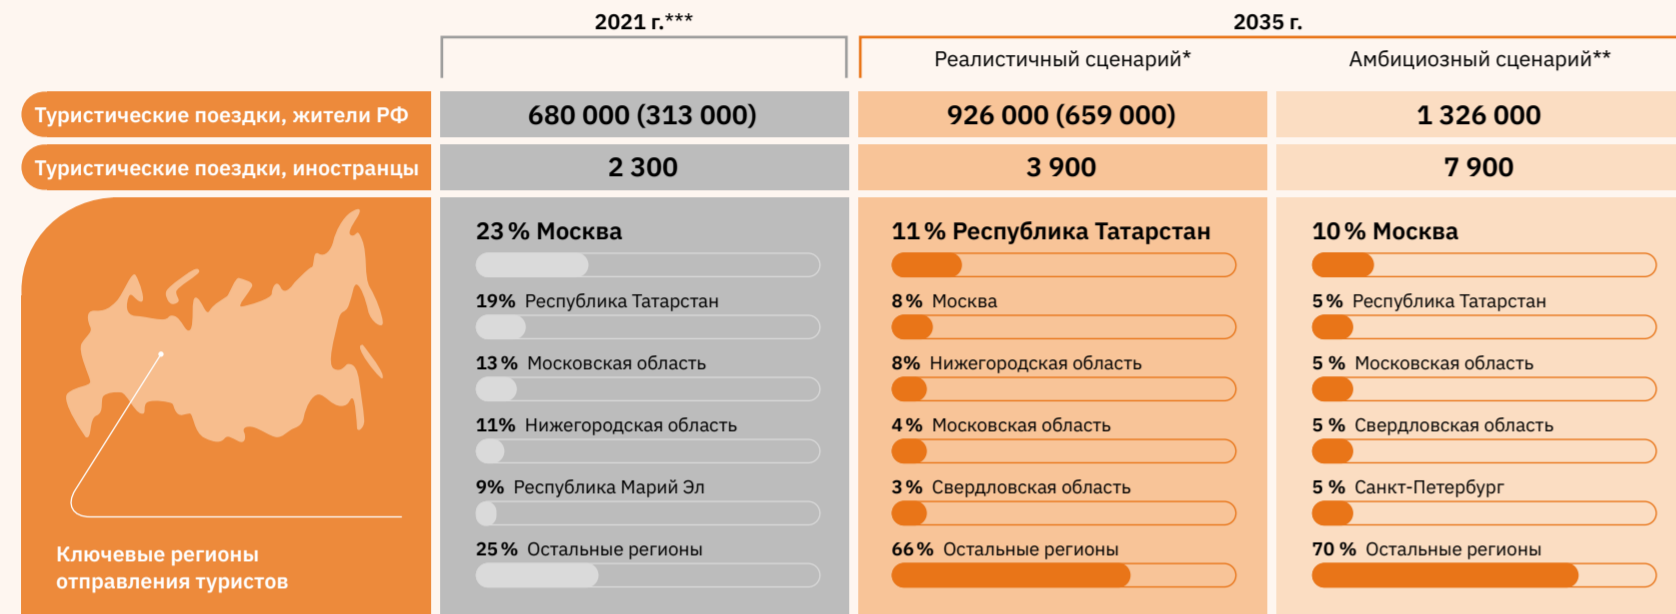 2021 г.***
2035 г.
Реалистичный сценарий*
Амбициозный сценарий**
Туристические поездки, жители РФ
680 000 (313 000)
926 000 (659 000)
1 326 000
Туристические поездки, иностранцы
2 300
3 900
7 900
Ключевые регионы
отправления туристов
23 % Москва
19% Республика Татарстан
13 % Московская область
11% Нижегородская область
9% Республика Марий Эл
25 % Остальные регионы
11 % Республика Татарстан
8 % Москва
8% Нижегородская область
4 % Московская область
3 % Свердловская область
66 % Остальные регионы
10 % Москва
5 % Республика Татарстан
5 % Московская область
5 % Свердловская область
5 % Санкт-Петербург
70 % Остальные регионы